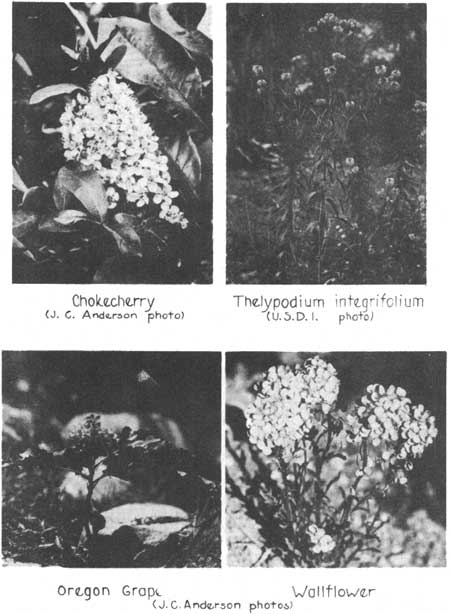 Chokecherry
(J. C. Anderson photo)
Thelypodium integrifolium
(U.S.D.I. photo)
Oregon Grape
Wallflower
(J.C. Anderson photos)